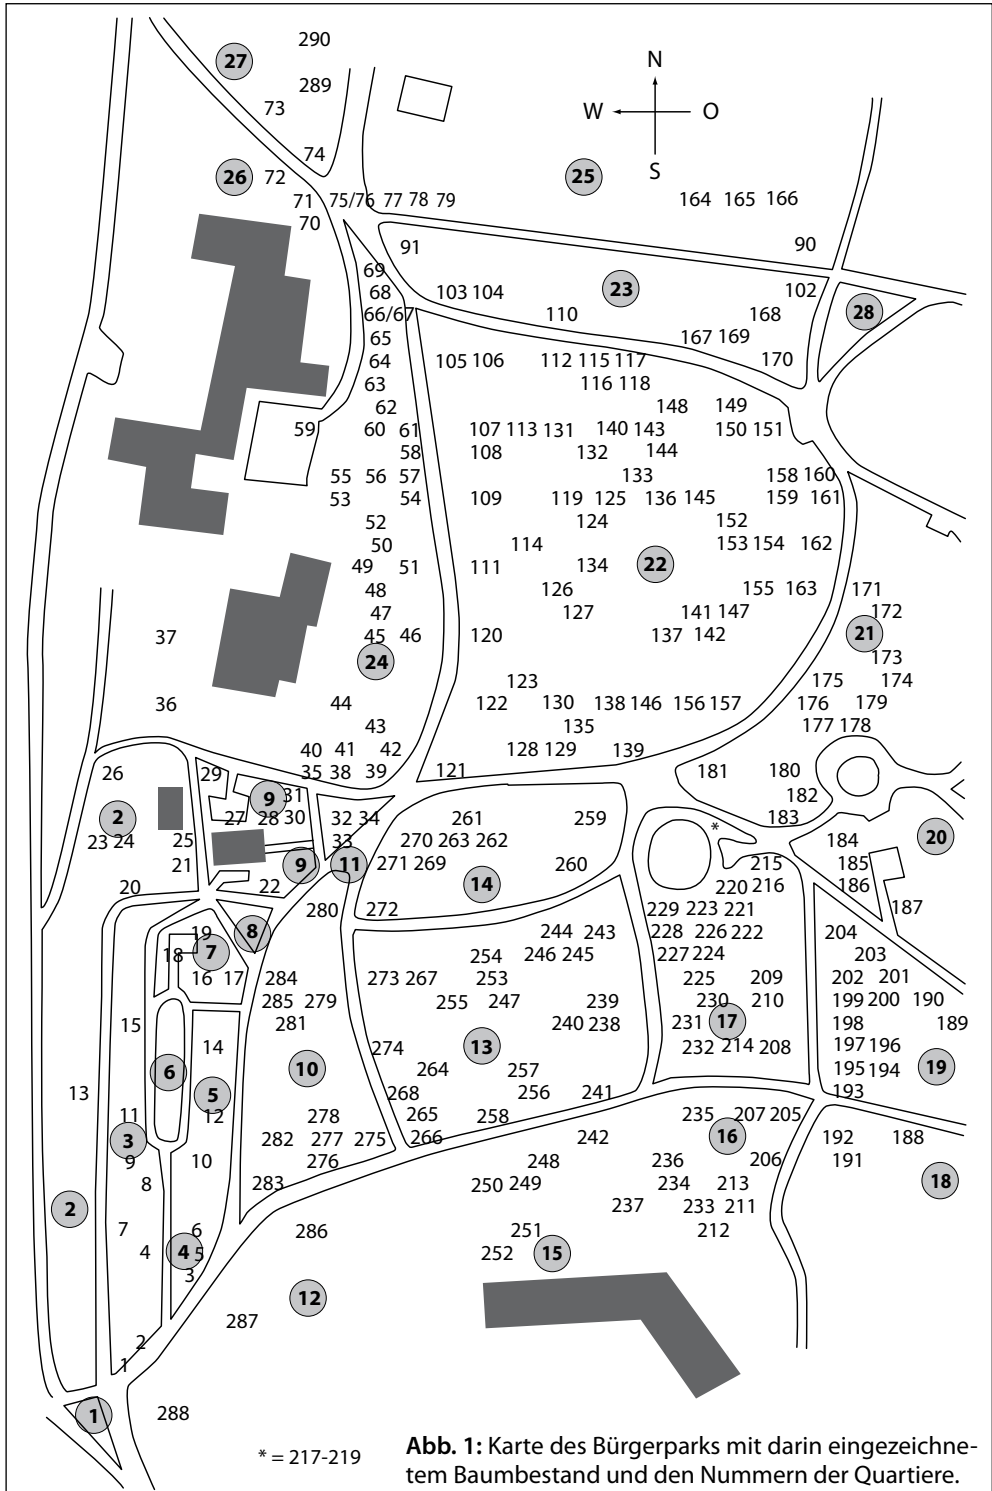 290
27
289
73
N
W O
S
74
26 72
25
71 75/76 77 78 79
164 165 166
70
91
90
69
68 103 104
23
102
66/67
110
168
28
65
167 169
64
105 106 112 115 117
170
63
116 118
62
148 149
59 60 61
107 113 131 140 143
150 151
58 108 132 144
55 56 57
133
158 160
53 54 109 119 125 136 145
159 161
52 124 152
50 114 153 154 162
49 51 111 134 22
48 126 155 163 171
47 127 141 147 172
37 45 46 120 137 142 21
24
173
123 175 174
36 44 122 130 138 146 156 157 176 179
43 135 177 178
40 41 42 128 129 139
26 29 35 38 39 121 181 180
9 31 182
2 27 28 30 32 34 261 259 183
20
23 24 25 33 270 263 262 * 184
21 9 11 271 269 260 215 185
14
20 22 220 216 186
280 272 229 223 221 187
19 8 244 243 228 226 222 204
7
18 254 246 245 227 224 203
16 17 284 273 267 253 225 209 202 201
285 279 255 247 239 230 210 199 200 190
15 281 240 238 231 17 198 189
14 274 13 232 214 208 197 196
6 10 264 257 195 194 19
13 5 268 256 241 193
11 12 278 265 258 235 207 205
3 282 277 275 266 242 16 192 188
9 10 276 248 236 206 191
8 283 250 249 234 213 18
2
237 233 211
7 6 286 251 212
4 4 5 252 15
3
12
287
2
1
1 288
* = 217-219
Abb. 1: Karte des Bürgerparks mit darin eingezeichne-
tem Baumbestand und den Nummern der Quartiere.